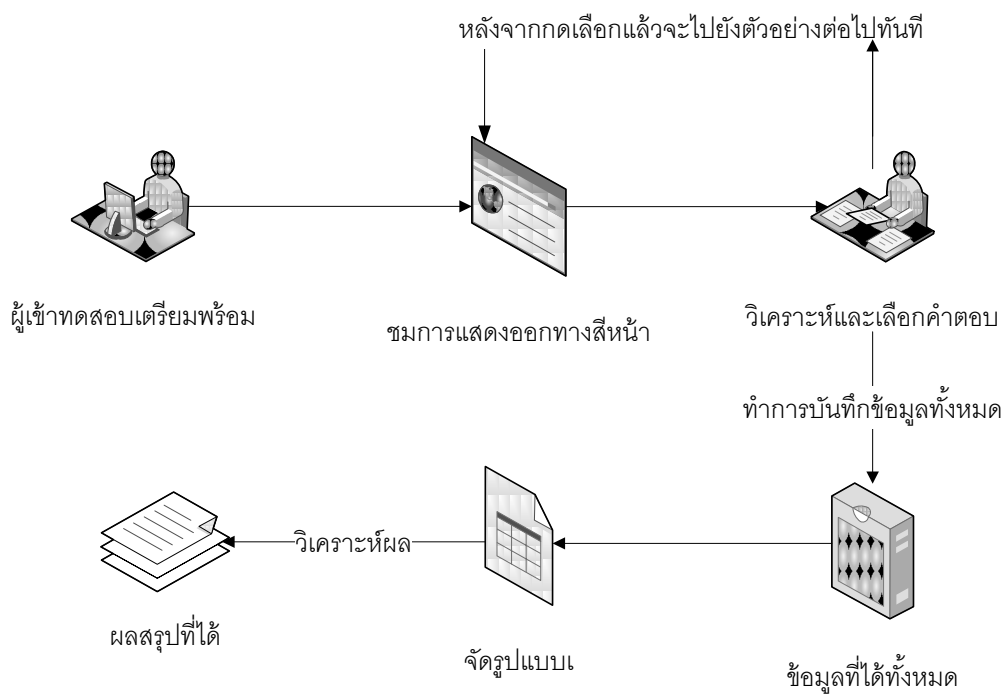 หลังจากกดเลือกแล้วจะไปยังตัวอย่างต่อไปทันที
ผู้เข้าทดสอบเตรียมพร้อม
ชมการแสดงออกทางสีหน้า
วิเคราะห์และเลือกคำตอบ
ทำการบันทึกข้อมูลทั้งหมด
วิเคราะห์ผล
ผลสรุปที่ได้
จัดรูปแบบเ
ข้อมูลที่ได้ทั้งหมด